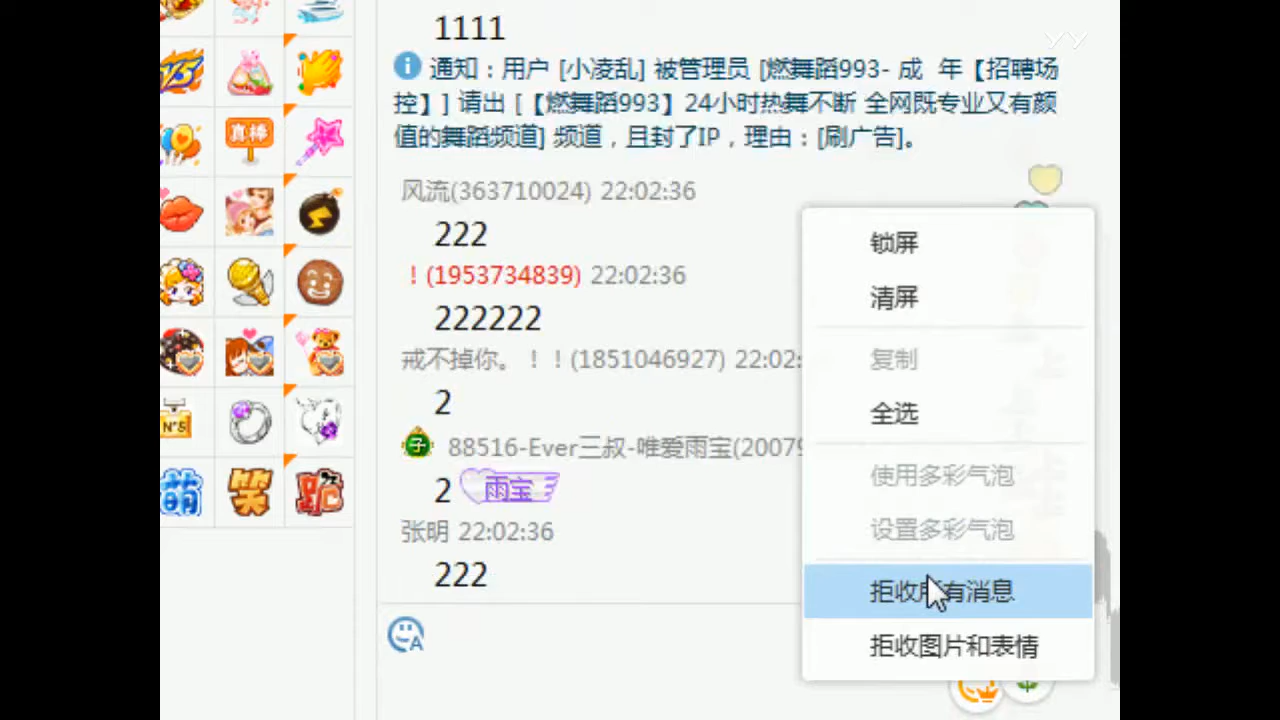 1111
YY
通知：用户 [小凌乱] 被管理员 [燃舞蹈993- 成 年【招聘场
控】] 请出 [【燃舞蹈993】24小时热舞不断 全网既专业又有颜
值的舞蹈频道] 频道，且封了IP，理由：[刷广告]。
V5
真棒
风流(363710024) 22:02:36
222
！(1953734839) 22:02:36
222222
戒不掉你。！！(1851046927) 22:02:
2
子 88516-Ever三叔-唯爱雨宝(20079
2 雨宝
张明 22:02:36
222
N°5
萌 笑 跪
A
锁屏
清屏
复制
全选
使用多彩气泡
设置多彩气泡
拒收所有消息
拒收图片和表情